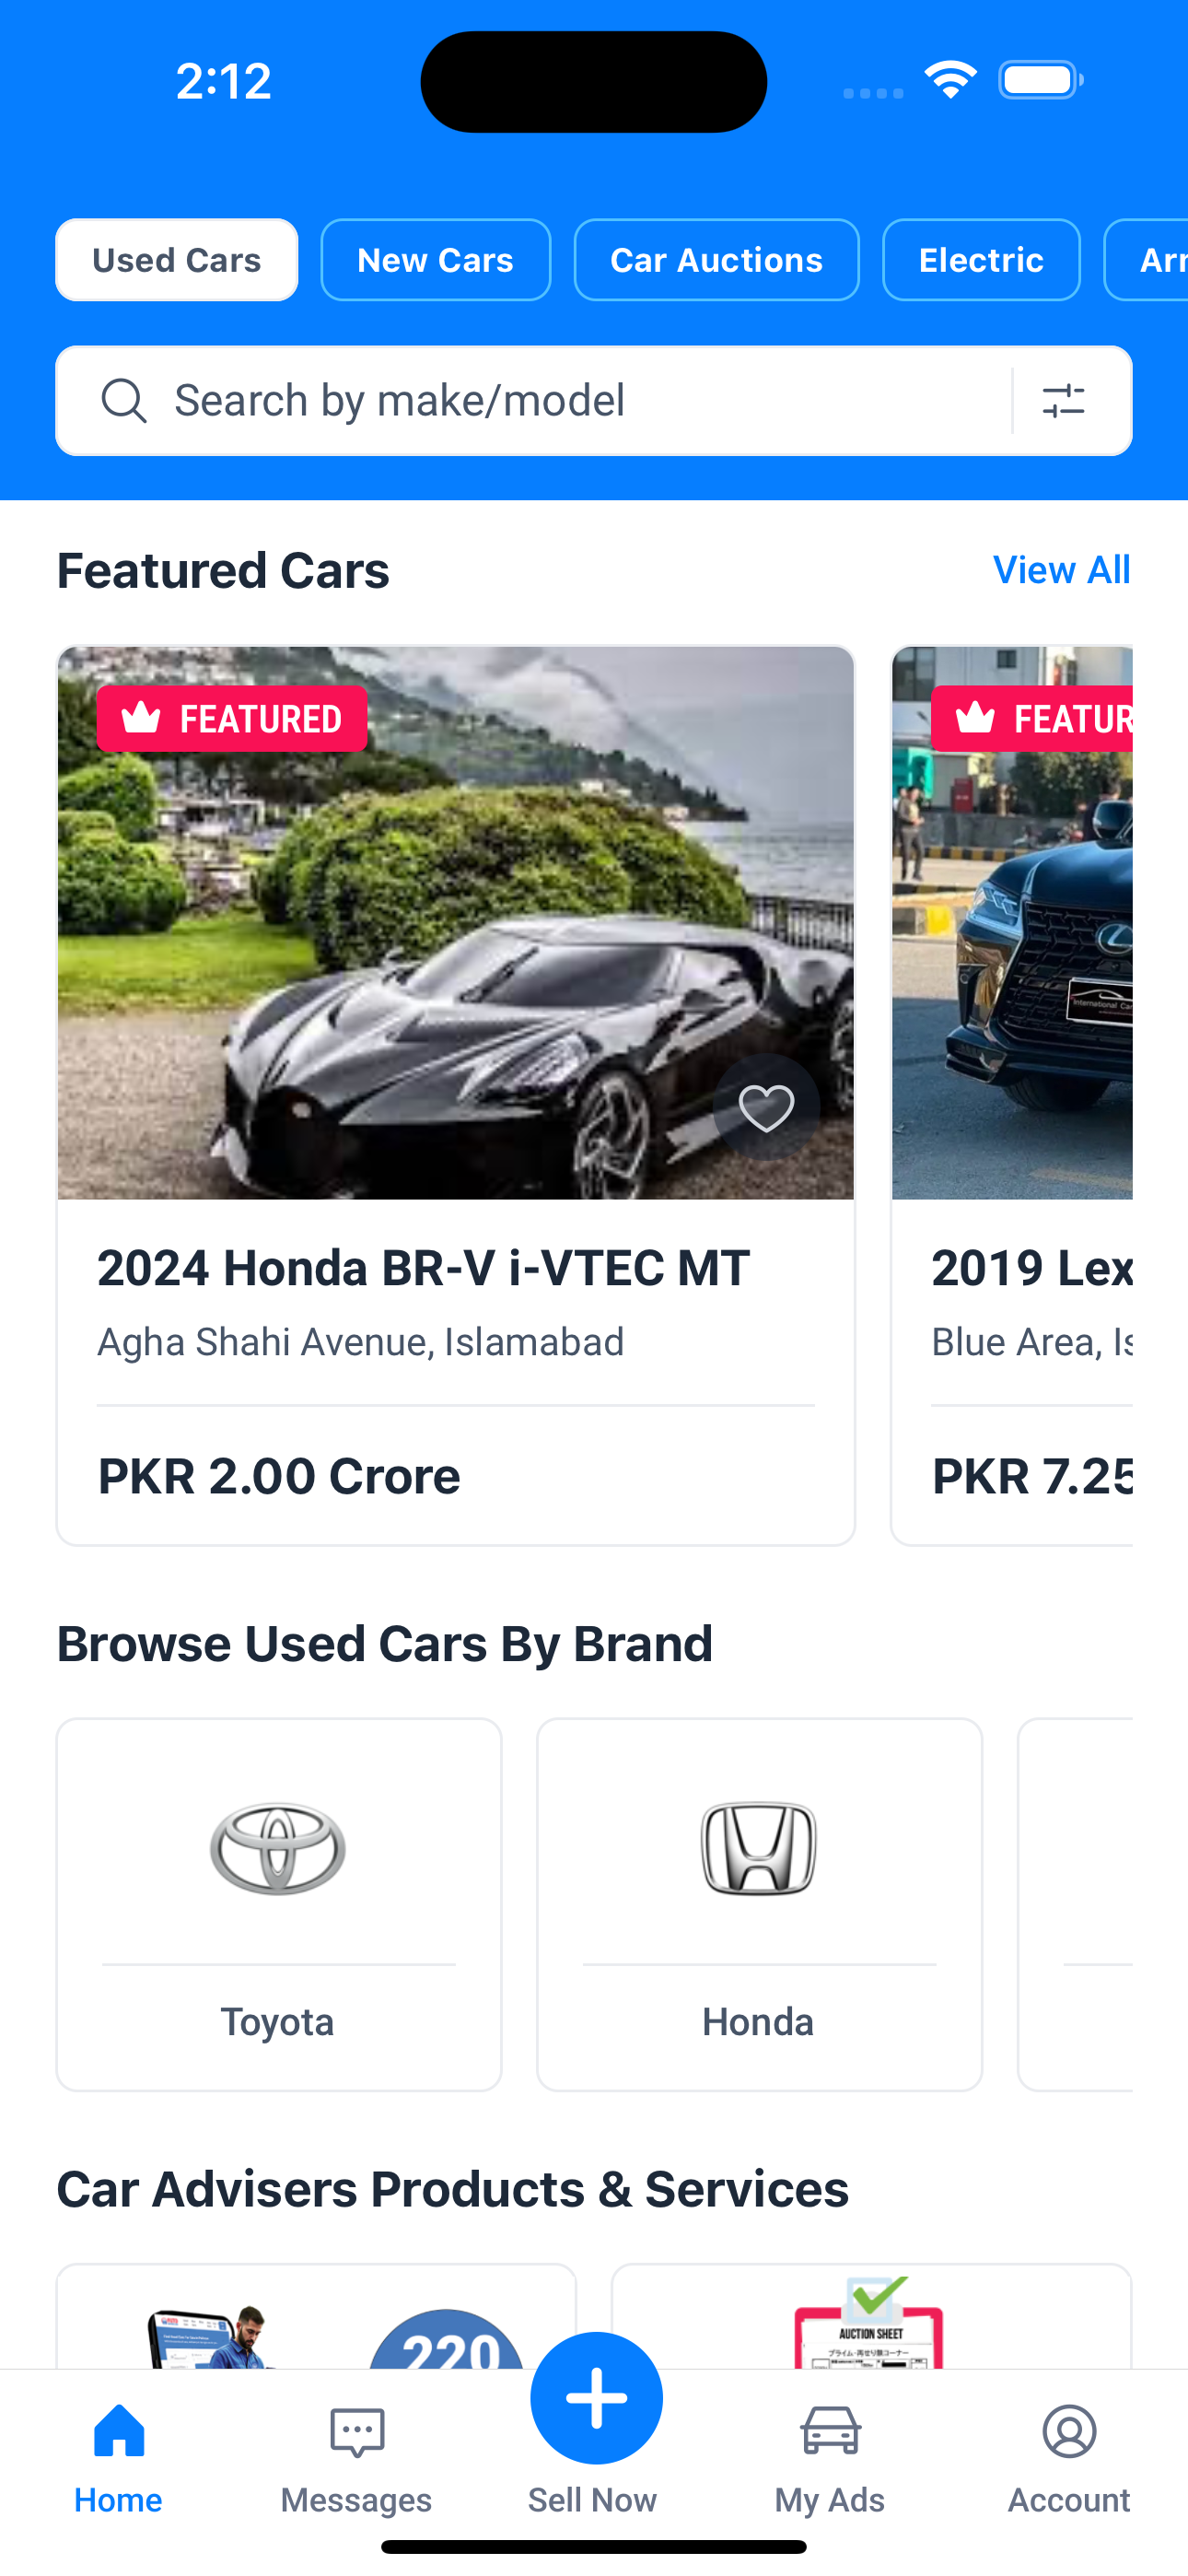 2:12
Used Cars
New Cars
Car Auctions
Electric
Search by make/model
Featured Cars
View All
FEATURED
FEATUR
International Car
2024 Honda BR-V i-VTEC MT
2019 Lex
Agha Shahi Avenue, Islamabad
Blue Area, Is
PKR 2.00 Crore
PKR 7.25
Browse Used Cars By Brand
Toyota
Honda
Car Advisers Products & Services
220
AUCTION SHEET
Home
Messages
Sell Now
My Ads
Account